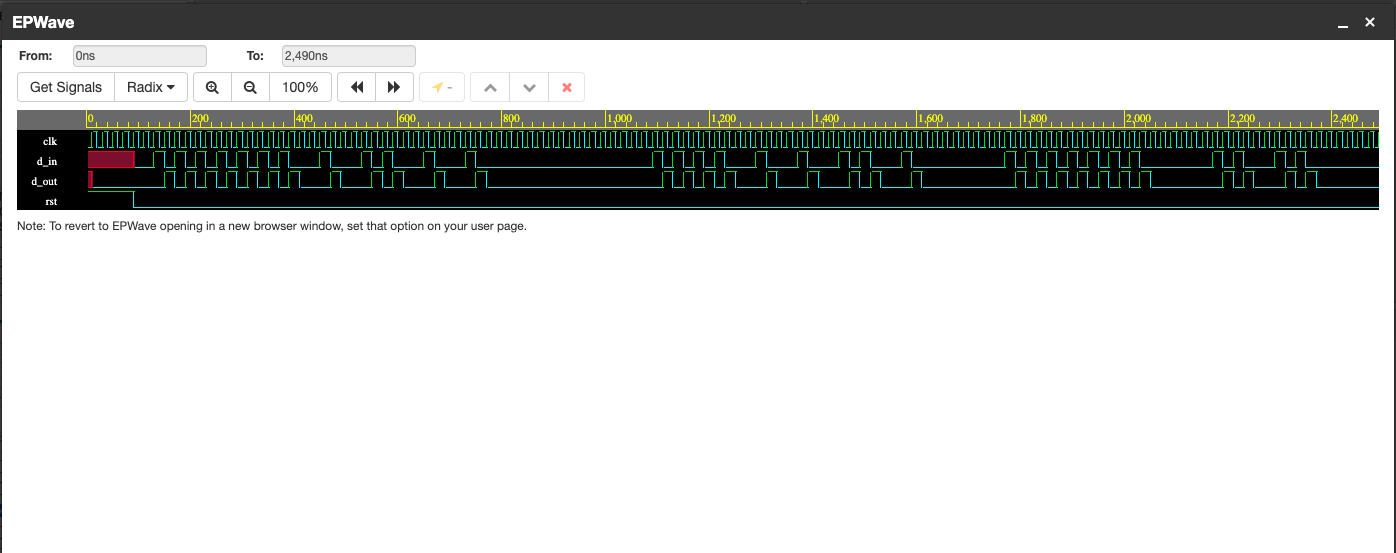 EPWave
From: 0ns To: 2,490ns
Get Signals Radix 100% -
0 200 400 600 800 1,000 1,200 1,400 1,600 1,800 2,000 2,200 2,400
clk
d_in
d_out
rst
Note: To revert to EPWave opening in a new browser window, set that option on your user page.